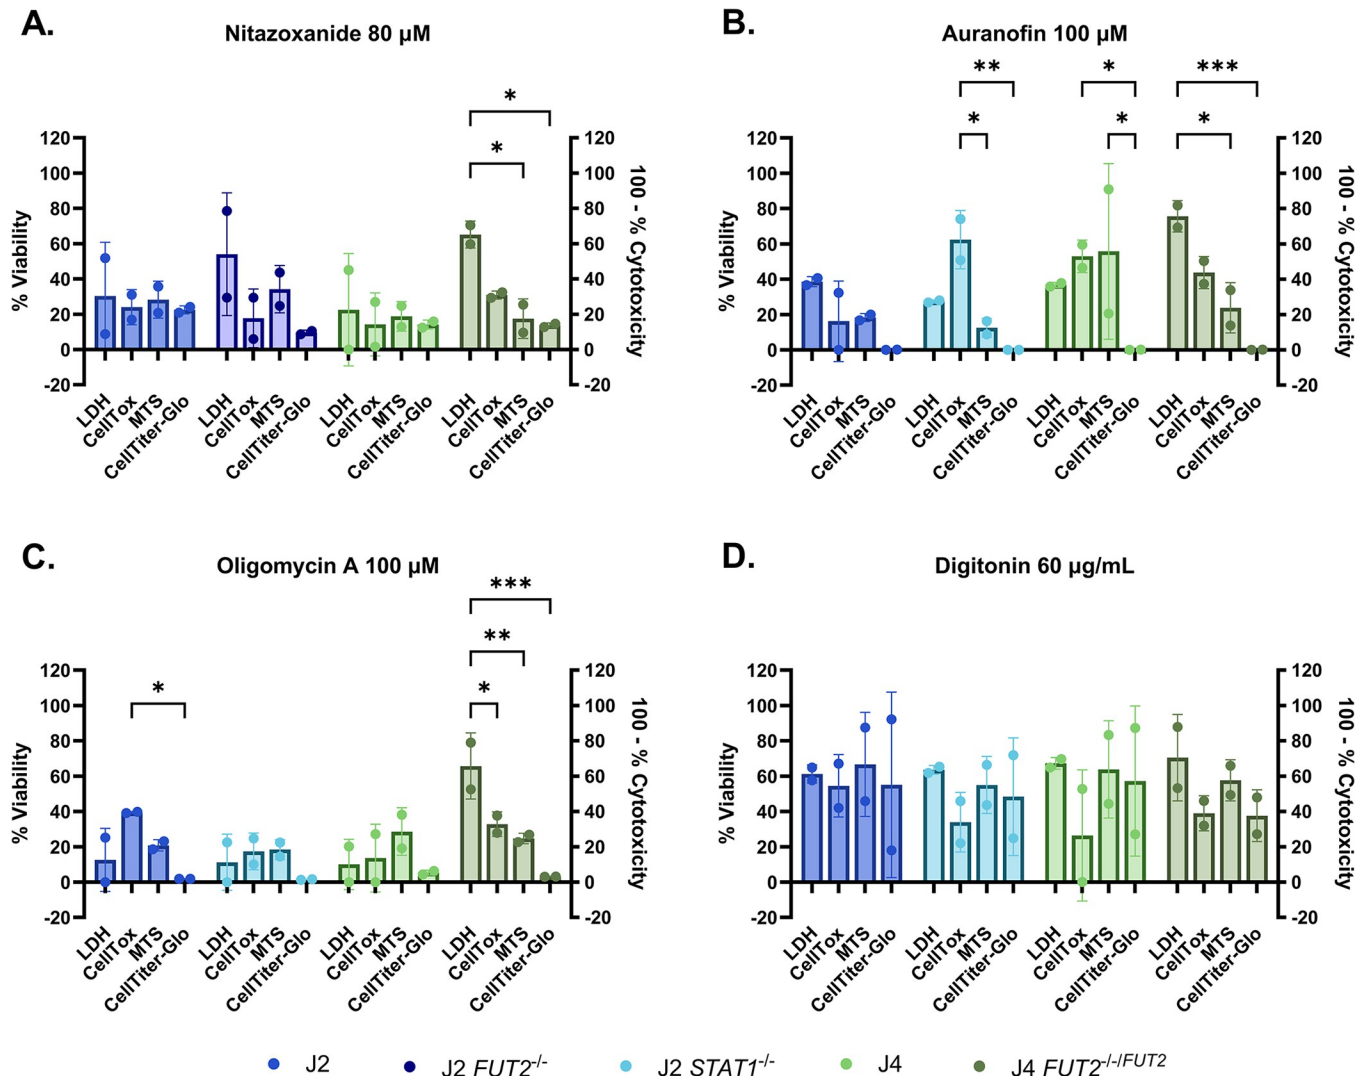 A.
Nitazoxanide 80 µM
* *
120 120
100 100
80 80
60 60
40 40
20 20
0 0
-20 -20
% Viability
100 - % Cytotoxicity
LDH CellTox MTS CellTiter-Glo LDH CellTox MTS CellTiter-Glo LDH CellTox MTS CellTiter-Glo LDH CellTox MTS CellTiter-Glo
B.
Auranofin 100 µM
** * ***
* * *
120 120
100 100
80 80
60 60
40 40
20 20
0 0
-20 -20
% Viability
100 - % Cytotoxicity
LDH CellTox MTS CellTiter-Glo LDH CellTox MTS CellTiter-Glo LDH CellTox MTS CellTiter-Glo LDH CellTox MTS CellTiter-Glo
C.
Oligomycin A 100 µM
***
**
* *
120 120
100 100
80 80
60 60
40 40
20 20
0 0
-20 -20
% Viability
100 - % Cytotoxicity
LDH CellTox MTS CellTiter-Glo LDH CellTox MTS CellTiter-Glo LDH CellTox MTS CellTiter-Glo LDH CellTox MTS CellTiter-Glo
D.
Digitonin 60 µg/mL
120 120
100 100
80 80
60 60
40 40
20 20
0 0
-20 -20
% Viability
100 - % Cytotoxicity
LDH CellTox MTS CellTiter-Glo LDH CellTox MTS CellTiter-Glo LDH CellTox MTS CellTiter-Glo LDH CellTox MTS CellTiter-Glo
J2 J2 FUT2-/- J2 STAT1-/- J4 J4 FUT2-/-/FUT2